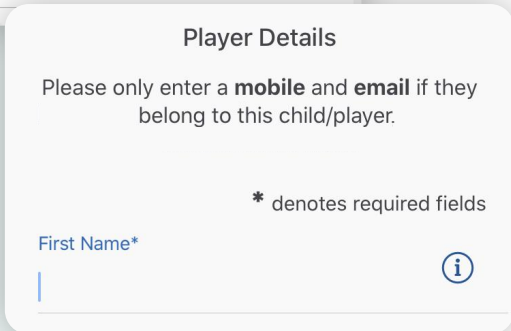 Player Details
Please only enter a mobile and email if they
belong to this child/player.
* denotes required fields
First Name*
i